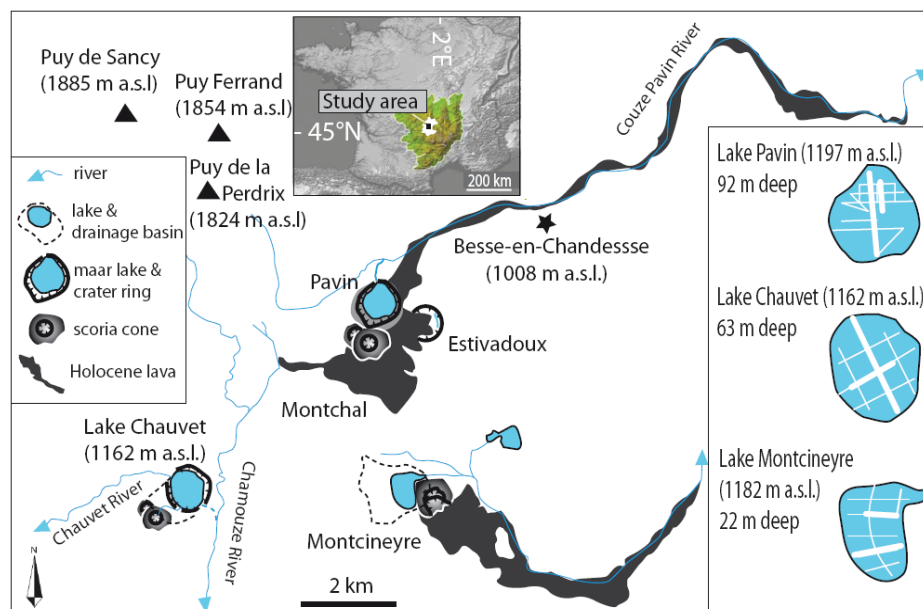 Puy de Sancy
(1885 m a.s.l)
Puy Ferrand
(1854 m a.s.l)
Puy de la
Perdrix
(1824 m a.s.l)
- 2°E
Study area
- 45°N
200 km
Couze Pavin River
river
lake &
drainage basin
maar lake &
crater ring
scoria cone
Holocene lava
Besse-en-Chandessse
(1008 m a.s.l.)
Pavin
Estivadoux
Montchal
Lake Chauvet
(1162 m a.s.l.)
Chauvet River
Chamouze River
Montcineyre
N
2 km
Lake Pavin (1197 m a.s.l.)
92 m deep
Lake Chauvet (1162 m a.s.l.)
63 m deep
Lake Montcineyre
(1182 m a.s.l.)
22 m deep